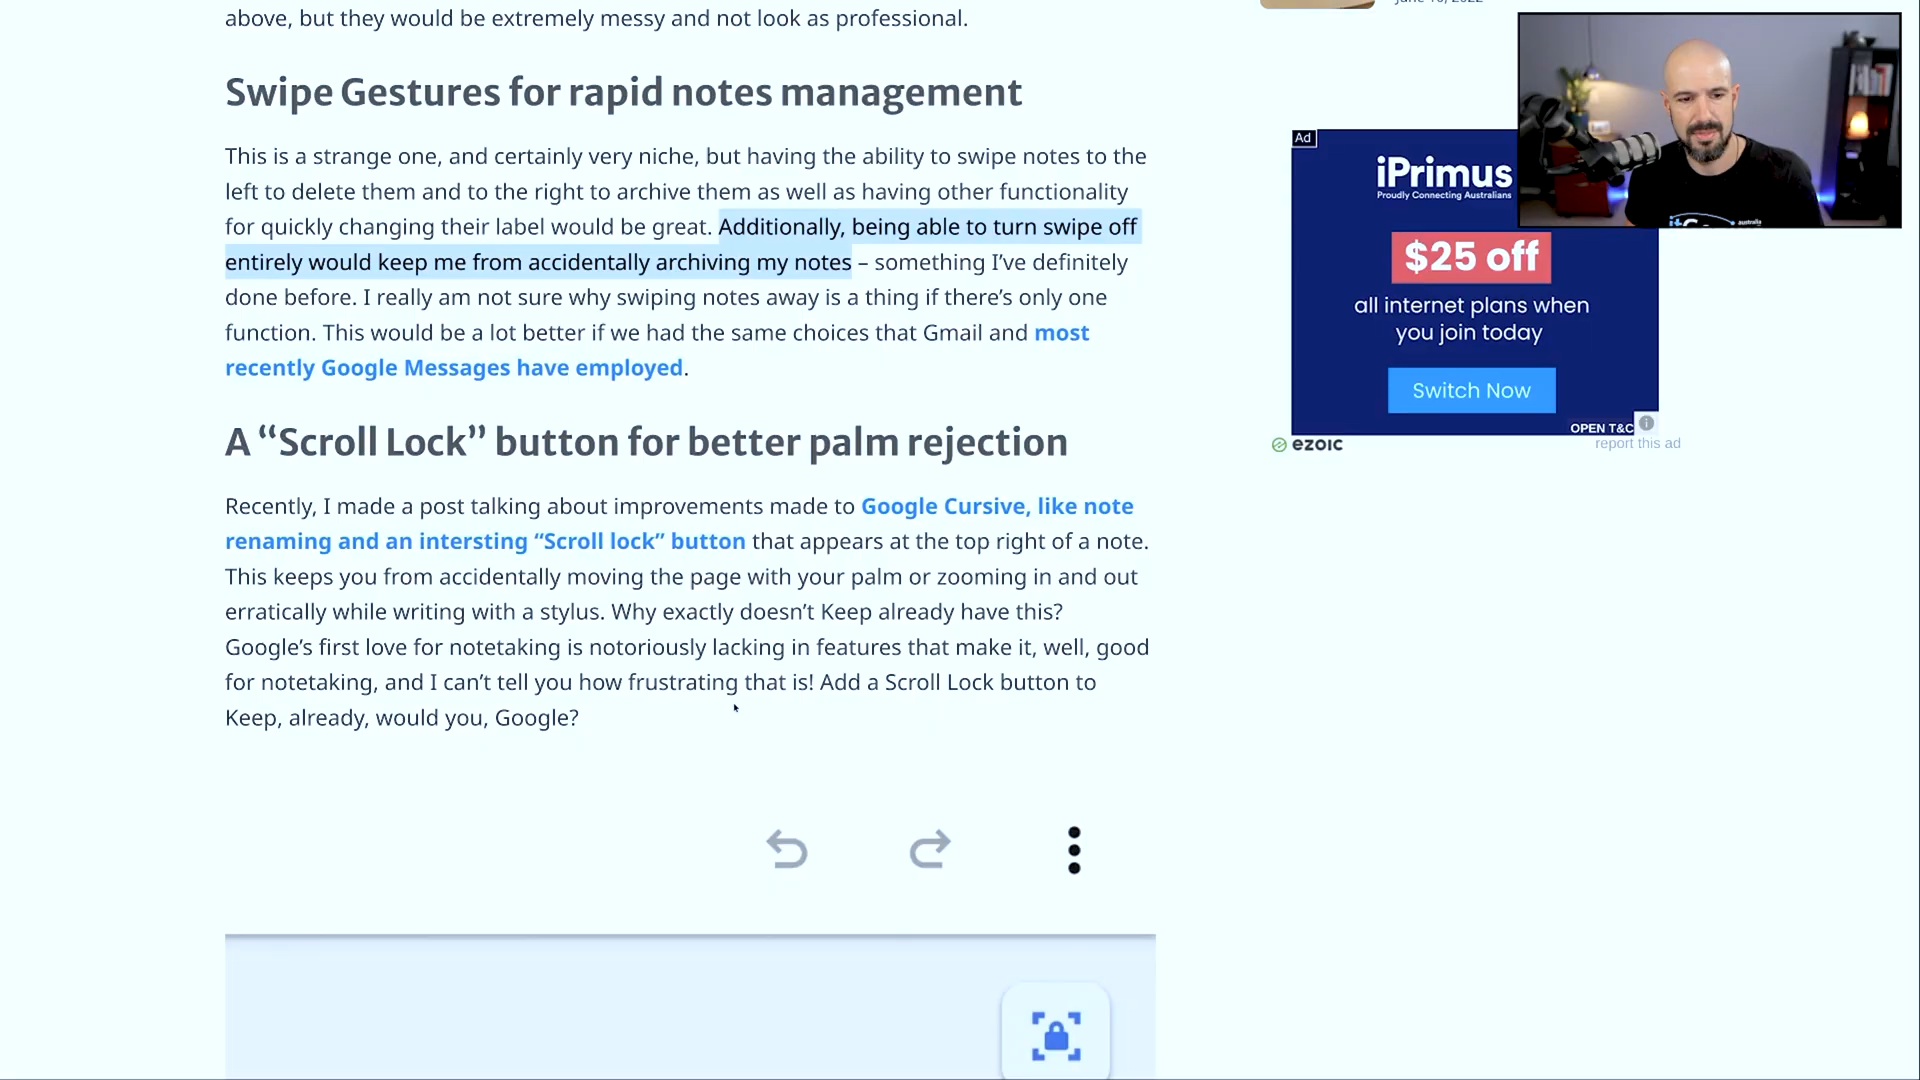 above, but they would be extremely messy and not look as professional.
Swipe Gestures for rapid notes management
This is a strange one, and certainly very niche, but having the ability to swipe notes to the
left to delete them and to the right to archive them as well as having other functionality
for quickly changing their label would be great. Additionally, being able to turn swipe off
entirely would keep me from accidentally archiving my notes – something I’ve definitely
done before. I really am not sure why swiping notes away is a thing if there’s only one
function. This would be a lot better if we had the same choices that Gmail and most
recently Google Messages have employed.
A “Scroll Lock” button for better palm rejection
Recently, I made a post talking about improvements made to Google Cursive, like note
renaming and an intersting “Scroll lock” button that appears at the top right of a note.
This keeps you from accidentally moving the page with your palm or zooming in and out
erratically while writing with a stylus. Why exactly doesn’t Keep already have this?
Google’s first love for notetaking is notoriously lacking in features that make it, well, good
for notetaking, and I can’t tell you how frustrating that is! Add a Scroll Lock button to
Keep, already, would you, Google?
Ad
iPrimus
Proudly Connecting Australians
$25 off
all internet plans when
you join today
Switch Now
OPEN T&C
ezoic
report this ad
australia